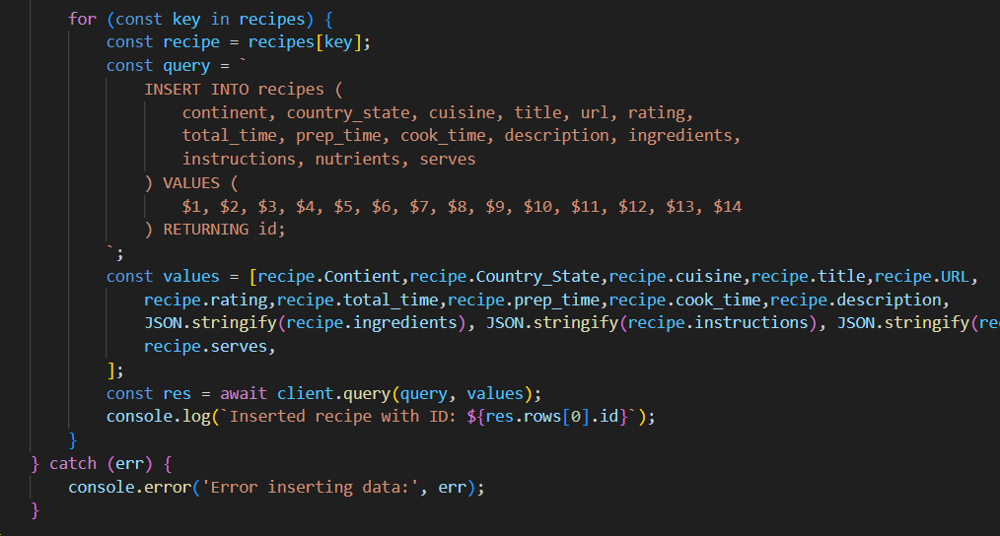 for (const key in recipes) {
const recipe = recipes[key];
const query = `
INSERT INTO recipes (
continent, country_state, cuisine, title, url, rating,
total_time, prep_time, cook_time, description, ingredients,
instructions, nutrients, serves
) VALUES (
$1, $2, $3, $4, $5, $6, $7, $8, $9, $10, $11, $12, $13, $14
) RETURNING id;
`;
const values = [recipe.Contient,recipe.Country_State,recipe.cuisine,recipe.title,recipe.URL,
recipe.rating,recipe.total_time,recipe.prep_time,recipe.cook_time,recipe.description,
JSON.stringify(recipe.ingredients), JSON.stringify(recipe.instructions), JSON.stringify(
recipe.serves,
];
const res = await client.query(query, values);
console.log(`Inserted recipe with ID: ${res.rows[0].id}`);
}
} catch (err) {
console.error('Error inserting data:', err);
}